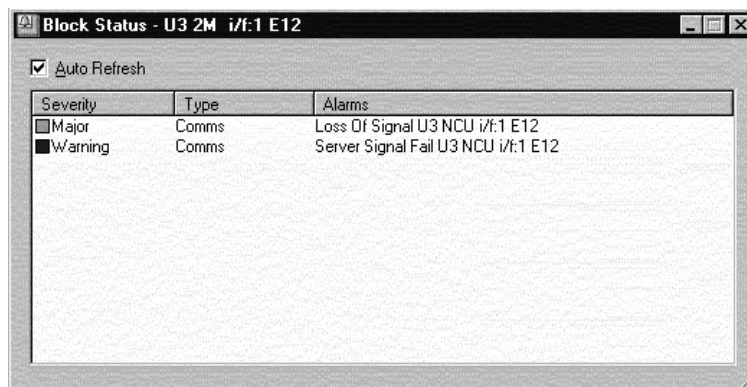 Block Status - U3 2M i/f:1 E12
Auto Refresh
Severity Type Alarms
Major Comms Loss Of Signal U3 NCU i/f:1 E12
Warning Comms Server Signal Fail U3 NCU i/f:1 E12